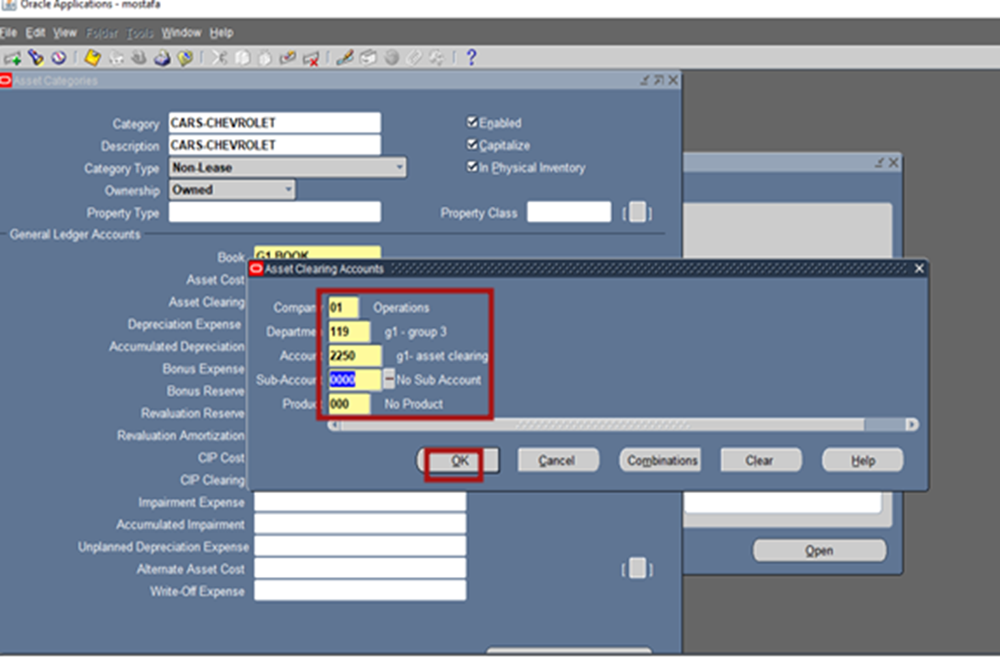 Oracle Applications - mostafa
File Edit View Folder Tools Window Help
Asset Categories
Category CARS-CHEVROLET Enabled
Description CARS-CHEVROLET Capitalize
Category Type Non-Lease In Physical Inventory
Ownership Owned
Property Type Property Class [ ]
General Ledger Accounts
Book G1 BOOK
Asset Cost
Asset Clearing
Depreciation Expense
Accumulated Depreciation
Bonus Expense
Bonus Reserve
Revaluation Reserve
Revaluation Amortization
CIP Cost
CIP Clearing
Impairment Expense
Accumulated Impairment
Unplanned Depreciation Expense
Alternate Asset Cost [ ]
Write-Off Expense
Asset Clearing Accounts
Company 01 Operations
Departmen 119 g1 - group 3
Accoun 2250 g1- asset clearing
Sub-Accoun 0000 No Sub Account
Produc 000 No Product
OK Cancel Combinations Clear Help
Open